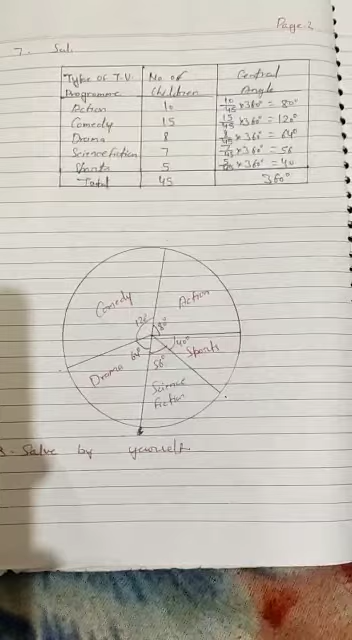 Page. 2
7. Sol.
Type of T.V Programme | No. of Children | Central Angle
Action | 10 | 10/45 × 360° = 80°
Comedy | 15 | 15/45 × 360° = 120°
Drama | 8 | 8/45 × 360° = 64°
Science fiction | 7 | 7/45 × 360° = 56
Sports | 5 | 5/45 × 360° = 40
Total | 45 | 360°
Comedy
Action
120°
80°
40°
Sports
64°
Drama
56°
Science
fiction
8. Solve by yourself.